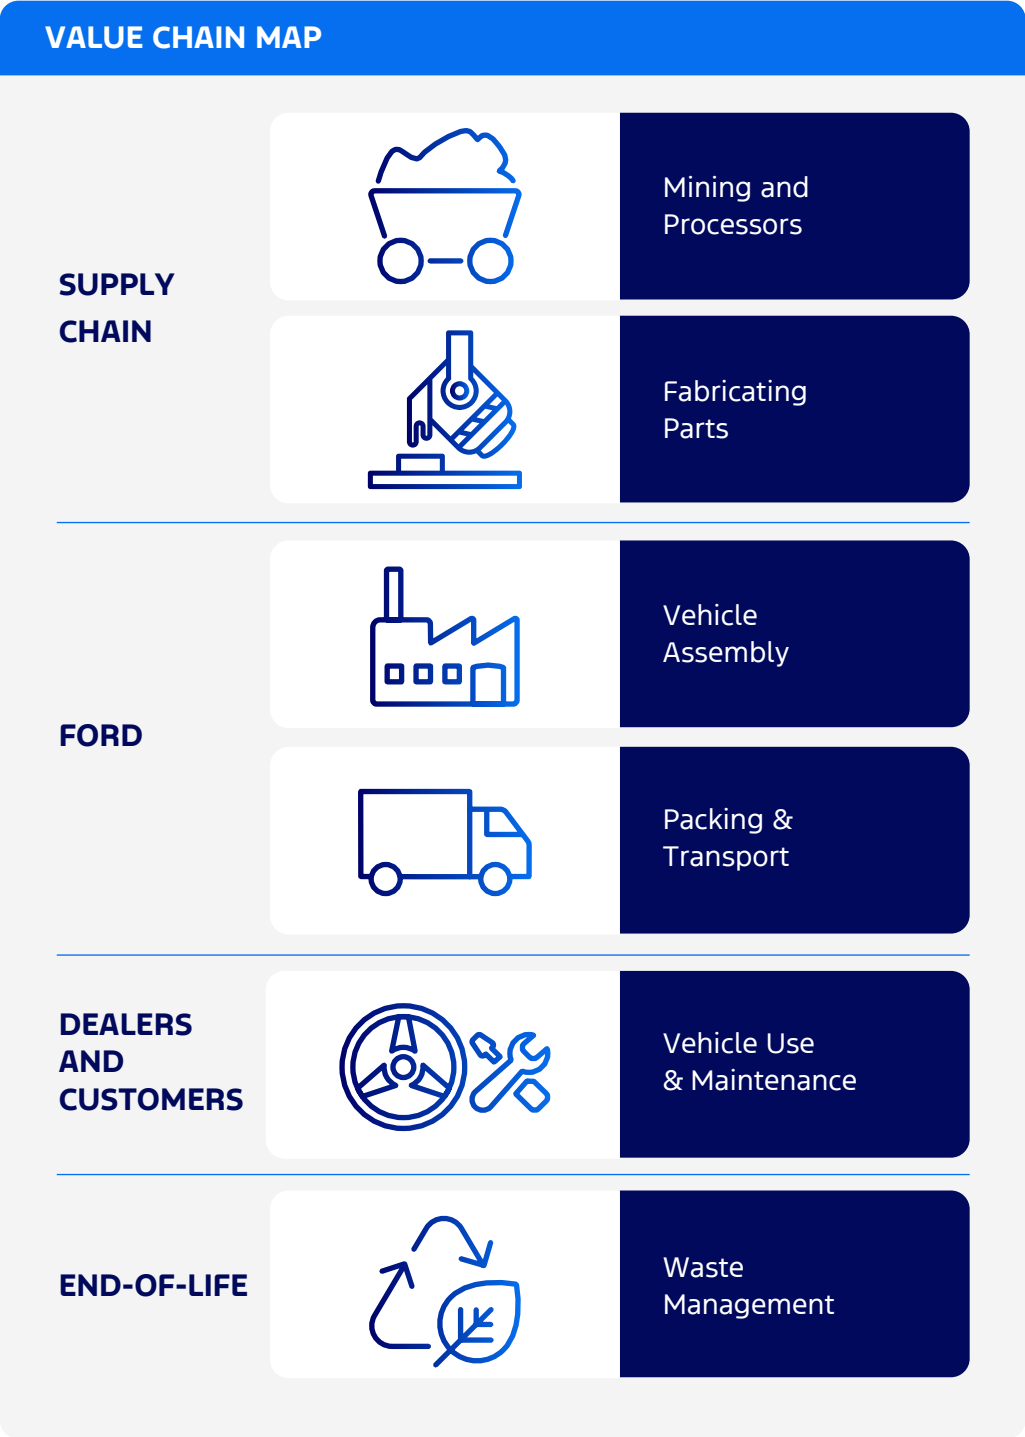 VALUE CHAIN MAP
SUPPLY
CHAIN
Mining and
Processors
Fabricating
Parts
FORD
Vehicle
Assembly
Packing &
Transport
DEALERS
AND
CUSTOMERS
Vehicle Use
& Maintenance
END-OF-LIFE
Waste
Management